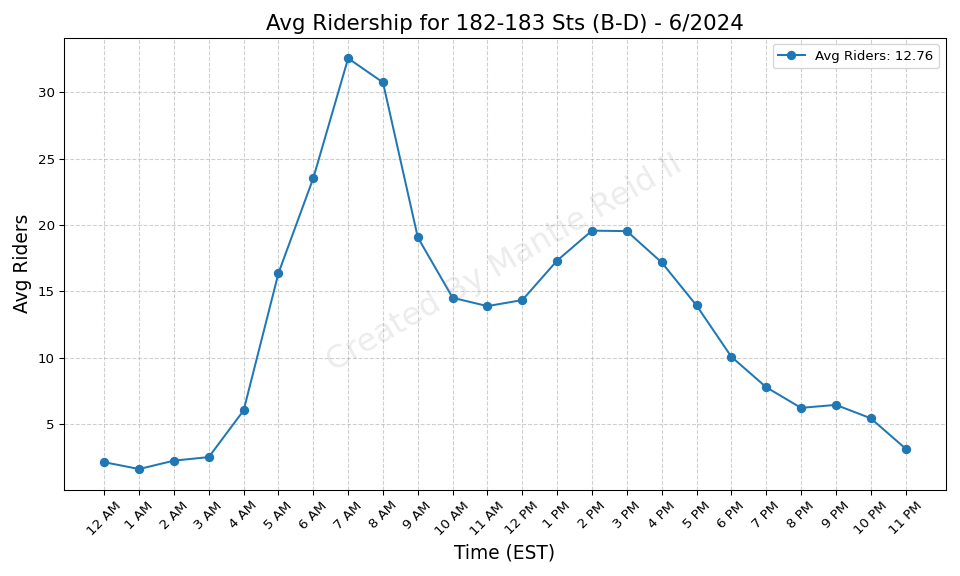 Avg Ridership for 182-183 Sts (B-D) - 6/2024
Avg Riders: 12.76
Avg Riders
30
25
20
15
10
5
Created By Mantle Reid II
12 AM
1 AM
2 AM
3 AM
4 AM
5 AM
6 AM
7 AM
8 AM
9 AM
10 AM
11 AM
12 PM
1 PM
2 PM
3 PM
4 PM
5 PM
6 PM
7 PM
8 PM
9 PM
10 PM
11 PM
Time (EST)